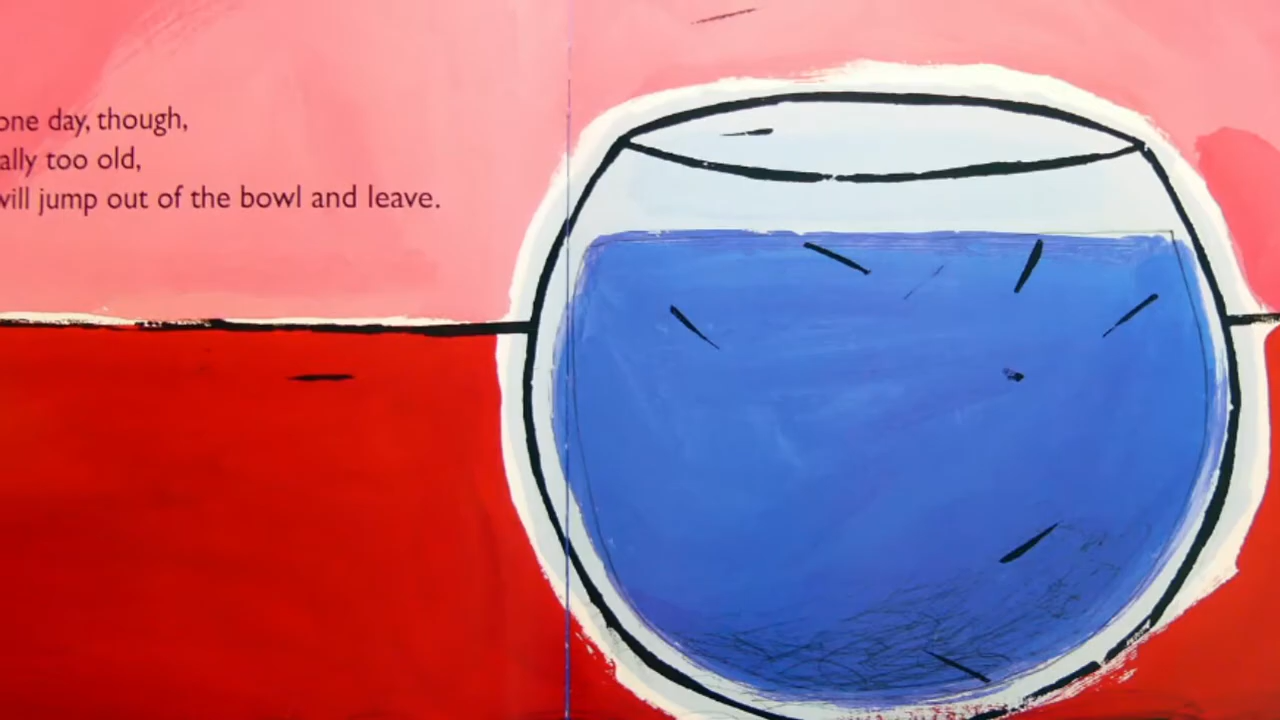 one day, though,
ally too old,
will jump out of the bowl and leave.